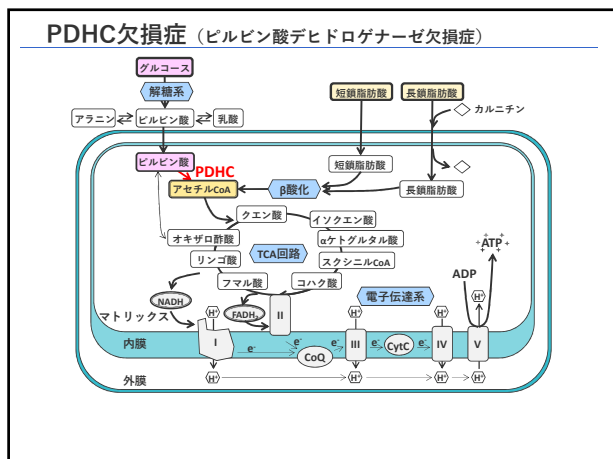 PDHC欠損症（ピルビン酸デヒドロゲナーゼ欠損症）
グルコース
解糖系
短鎖脂肪酸
長鎖脂肪酸
カルニチン
アラニン
ピルビン酸
乳酸
ピルビン酸
PDHC
短鎖脂肪酸
アセチルCoA
β酸化
長鎖脂肪酸
クエン酸
イソクエン酸
オキザロ酢酸
αケトグルタル酸
TCA回路
リンゴ酸
スクシニルCoA
フマル酸
コハク酸
ATP
ADP
電子伝達系
NADH
FADH₂
H⁺
マトリックス
H⁺
II
H⁺
H⁺
内膜
I
e⁻
e⁻
CoQ
e⁻
III
e⁻
CytC
e⁻
IV
V
外膜
H⁺
H⁺
H⁺
H⁺